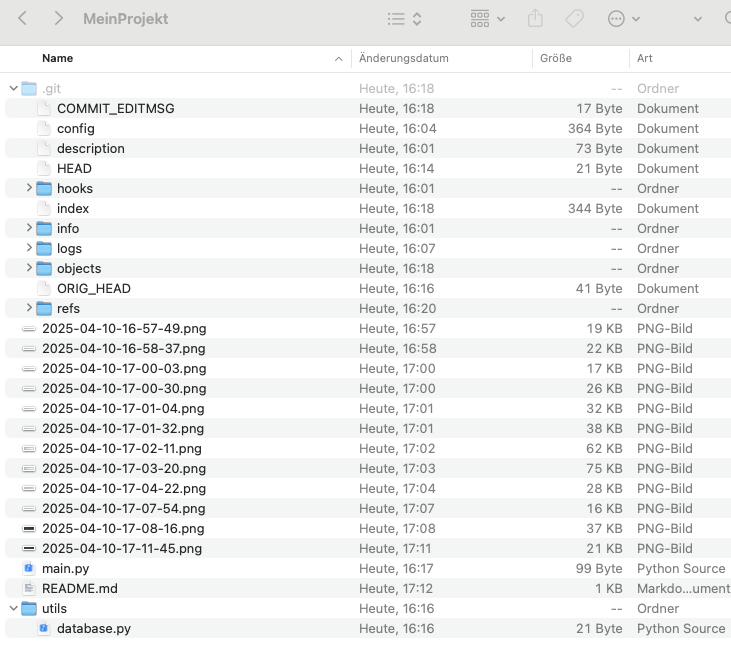 MeinProjekt
Name Änderungsdatum Größe Art
.git Heute, 16:18 -- Ordner
COMMIT_EDITMSG Heute, 16:18 17 Byte Dokument
config Heute, 16:04 364 Byte Dokument
description Heute, 16:01 73 Byte Dokument
HEAD Heute, 16:14 21 Byte Dokument
hooks Heute, 16:01 -- Ordner
index Heute, 16:18 344 Byte Dokument
info Heute, 16:01 -- Ordner
logs Heute, 16:07 -- Ordner
objects Heute, 16:18 -- Ordner
ORIG_HEAD Heute, 16:16 41 Byte Dokument
refs Heute, 16:20 -- Ordner
2025-04-10-16-57-49.png Heute, 16:57 19 KB PNG-Bild
2025-04-10-16-58-37.png Heute, 16:58 22 KB PNG-Bild
2025-04-10-17-00-03.png Heute, 17:00 17 KB PNG-Bild
2025-04-10-17-00-30.png Heute, 17:00 26 KB PNG-Bild
2025-04-10-17-01-04.png Heute, 17:01 32 KB PNG-Bild
2025-04-10-17-01-32.png Heute, 17:01 38 KB PNG-Bild
2025-04-10-17-02-11.png Heute, 17:02 62 KB PNG-Bild
2025-04-10-17-03-20.png Heute, 17:03 75 KB PNG-Bild
2025-04-10-17-04-22.png Heute, 17:04 28 KB PNG-Bild
2025-04-10-17-07-54.png Heute, 17:07 16 KB PNG-Bild
2025-04-10-17-08-16.png Heute, 17:08 37 KB PNG-Bild
2025-04-10-17-11-45.png Heute, 17:11 21 KB PNG-Bild
main.py Heute, 16:17 99 Byte Python Source
README.md Heute, 17:12 1 KB Markdo...ument
utils Heute, 16:16 -- Ordner
database.py Heute, 16:16 21 Byte Python Source